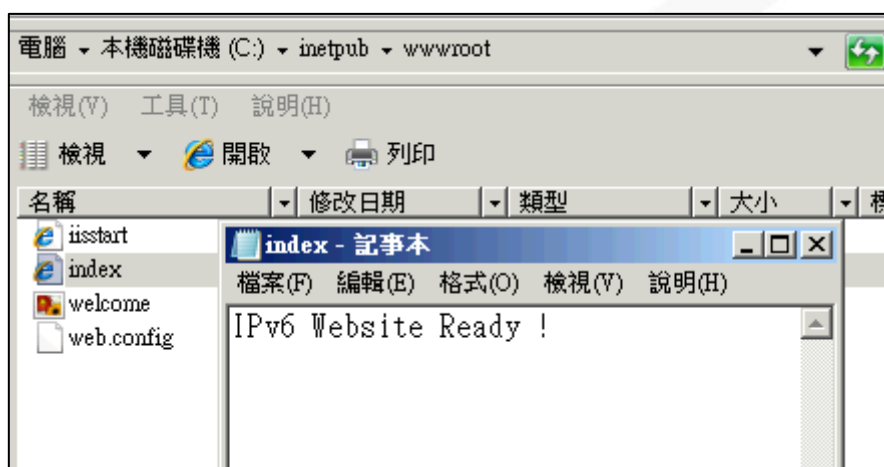 電腦 本機磁碟機 (C:) inetpub wwwroot
檢視(V) 工具(T) 說明(H)
檢視 開啟 列印
名稱 修改日期 類型 大小
iisstart
index
welcome
web.config
index - 記事本
檔案(F) 編輯(E) 格式(O) 檢視(V) 說明(H)
IPv6 Website Ready !